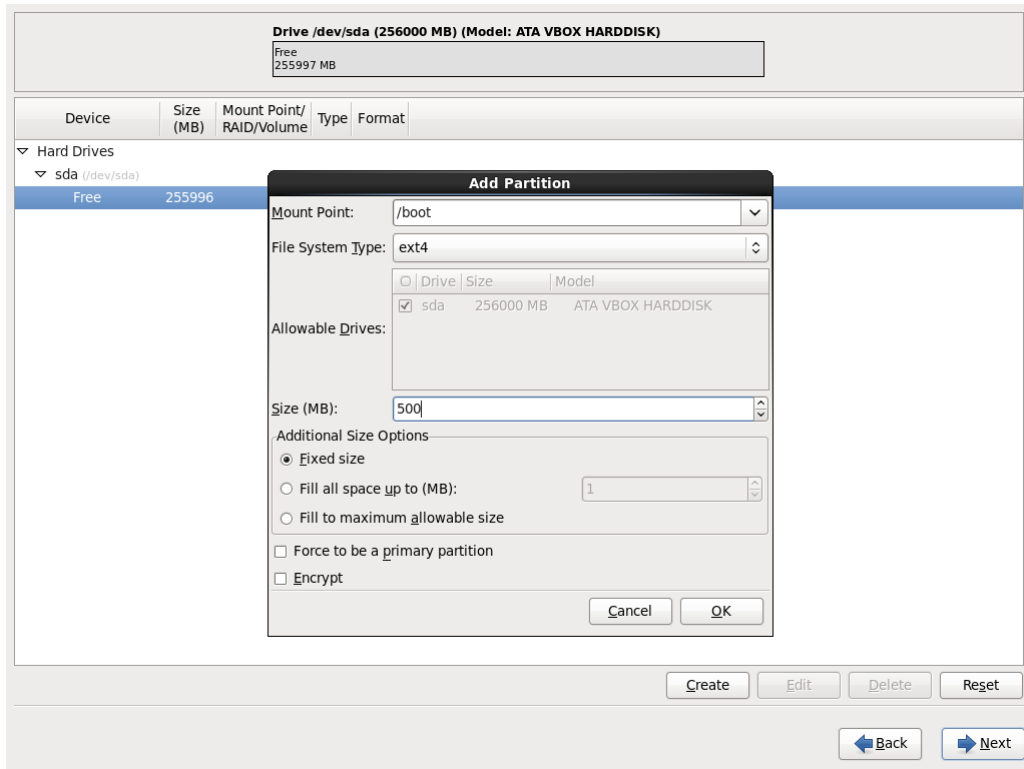 Drive /dev/sda (256000 MB) (Model: ATA VBOX HARDDISK)
Free
255997 MB
Device Size (MB) Mount Point/ RAID/Volume Type Format
Hard Drives
sda (/dev/sda)
Free 255996
Add Partition
Mount Point: /boot
File System Type: ext4
Drive Size Model
sda 256000 MB ATA VBOX HARDDISK
Allowable Drives:
Size (MB): 500
Additional Size Options
Fixed size
Fill all space up to (MB): 1
Fill to maximum allowable size
Force to be a primary partition
Encrypt
Cancel OK
Create Edit Delete Reset
Back Next